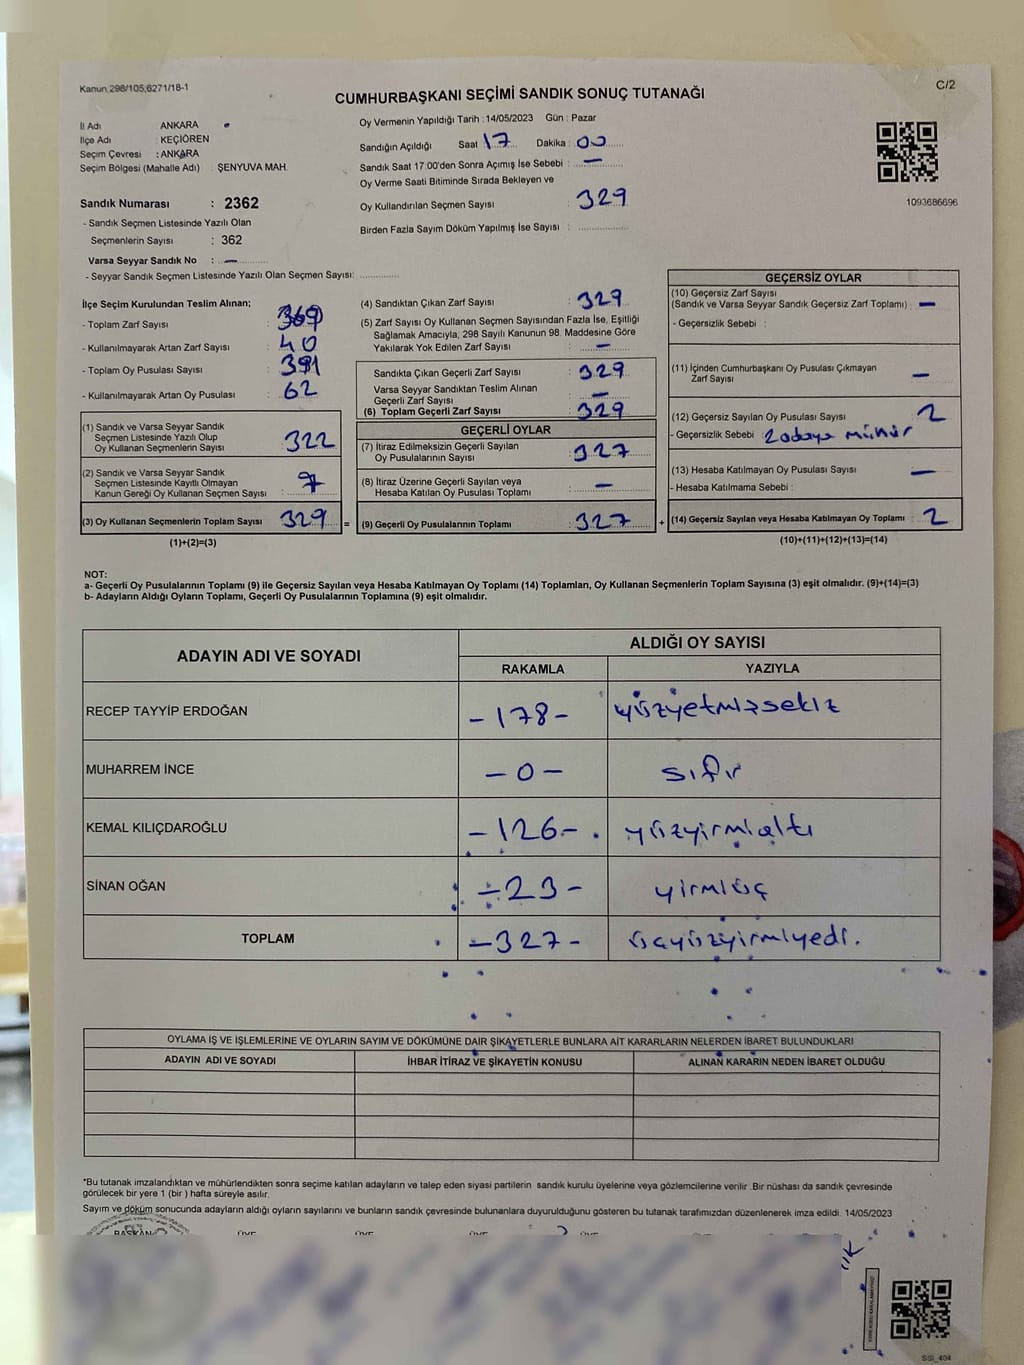 Kanun,298/105,6271/18-1
C/2
CUMHURBAŞKANI SEÇİMİ SANDIK SONUÇ TUTANAĞI
İl Adı ANKARA
İlçe Adı : KEÇİÖREN
Seçim Çevresi : ANKARA
Seçim Bölgesi (Mahalle Adı) : ŞENYUVA MAH.
Oy Vermenin Yapıldığı Tarih :14/05/2023 Gün : Pazar
Sandığın Açıldığı Saat 17 Dakika : 00
Sandık Saat 17:00'den Sonra Açımış İse Sebebi : —
Oy Verme Saati Bitiminde Sırada Bekleyen ve
Oy Kullandırılan Seçmen Sayısı : 329
Birden Fazla Sayım Döküm Yapılmış İse Sayısı :
1093686696
Sandık Numarası : 2362
- Sandık Seçmen Listesinde Yazılı Olan
Seçmenlerin Sayısı : 362
Varsa Seyyar Sandık No : —
- Seyyar Sandık Seçmen Listesinde Yazılı Olan Seçmen Sayısı:
İlçe Seçim Kurulundan Teslim Alınan;
- Toplam Zarf Sayısı : 369
- Kullanılmayarak Artan Zarf Sayısı : 40
- Toplam Oy Pusulası Sayısı : 391
- Kullanılmayarak Artan Oy Pusulası : 62
(1) Sandık ve Varsa Seyyar Sandık
Seçmen Listesinde Yazılı Olup
Oy Kullanan Seçmenlerin Sayısı : 322
(2) Sandık ve Varsa Seyyar Sandık
Seçmen Listesinde Kayıtlı Olmayan
Kanun Gereği Oy Kullanan Seçmen Sayısı : 7
(3) Oy Kullanan Seçmenlerin Toplam Sayısı : 329 =
(1)+(2)=(3)
(4) Sandıktan Çıkan Zarf Sayısı : 329
(5) Zarf Sayısı Oy Kullanan Seçmen Sayısından Fazla İse, Eşitliği
Sağlamak Amacıyla; 298 Sayılı Kanunun 98. Maddesine Göre
Yakılarak Yok Edilen Zarf Sayısı : —
Sandıkta Çıkan Geçerli Zarf Sayısı : 329
Varsa Seyyar Sandıktan Teslim Alınan
Geçerli Zarf Sayısı : —
(6) Toplam Geçerli Zarf Sayısı : 329
GEÇERLİ OYLAR
(7) İtiraz Edilmeksizin Geçerli Sayılan
Oy Pusulalarının Sayısı : 327
(8) İtiraz Üzerine Geçerli Sayılan veya
Hesaba Katılan Oy Pusulası Toplamı : —
(9) Geçerli Oy Pusulalarının Toplamı : 327 +
GEÇERSİZ OYLAR
(10) Geçersiz Zarf Sayısı
(Sandık ve Varsa Seyyar Sandık Geçersiz Zarf Toplamı) : —
- Geçersizlik Sebebi :
(11) İçinden Cumhurbaşkanı Oy Pusulası Çıkmayan
Zarf Sayısı —
(12) Geçersiz Sayılan Oy Pusulası Sayısı 2
- Geçersizlik Sebebi : 2 adaya mühür
(13) Hesaba Katılmayan Oy Pusulası Sayısı —
- Hesaba Katılmama Sebebi :
(14) Geçersiz Sayılan veya Hesaba Katılmayan Oy Toplamı : 2
(10)+(11)+(12)+(13)=(14)
NOT:
a- Geçerli Oy Pusulalarının Toplamı (9) ile Geçersiz Sayılan veya Hesaba Katılmayan Oy Toplamı (14) Toplamları, Oy Kullanan Seçmenlerin Toplam Sayısına (3) eşit olmalıdır. (9)+(14)=(3)
b- Adayların Aldığı Oyların Toplamı, Geçerli Oy Pusulalarının Toplamına (9) eşit olmalıdır.
ADAYIN ADI VE SOYADI ALDIĞI OY SAYISI
RAKAMLA YAZIYLA
RECEP TAYYİP ERDOĞAN -178- yüzyetmişsekiz
MUHARREM İNCE -0- sıfır
KEMAL KILIÇDAROĞLU -126- yüzyirmialtı
SİNAN OĞAN -23- yirmiüç
TOPLAM -327- üçyüzyirmiyedi.
OYLAMA İŞ VE İŞLEMLERİNE VE OYLARIN SAYIM VE DÖKÜMÜNE DAİR ŞİKAYETLERLE BUNLARA AİT KARARLARIN NELERDEN İBARET BULUNDUKLARI
ADAYIN ADI VE SOYADI İHBAR İTİRAZ VE ŞİKAYETİN KONUSU ALINAN KARARIN NEDEN İBARET OLDUĞU
*Bu tutanak imzalandıktan ve mühürlendikten sonra seçime katılan adayların ve talep eden siyasi partilerin sandık kurulu üyelerine veya gözlemcilerine verilir .Bir nüshası da sandık çevresinde
görülecek bir yere 1 (bir ) hafta süreyle asılır.
Sayım ve döküm sonucunda adayların aldığı oyların sayılarını ve bunların sandık çevresinde bulunanlara duyurulduğunu gösteren bu tutanak tarafımızdan düzenlenerek imza edildi. 14/05/2023
BAŞKAN ÜYE ÜYE ÜYE ÜYE
SSI_404